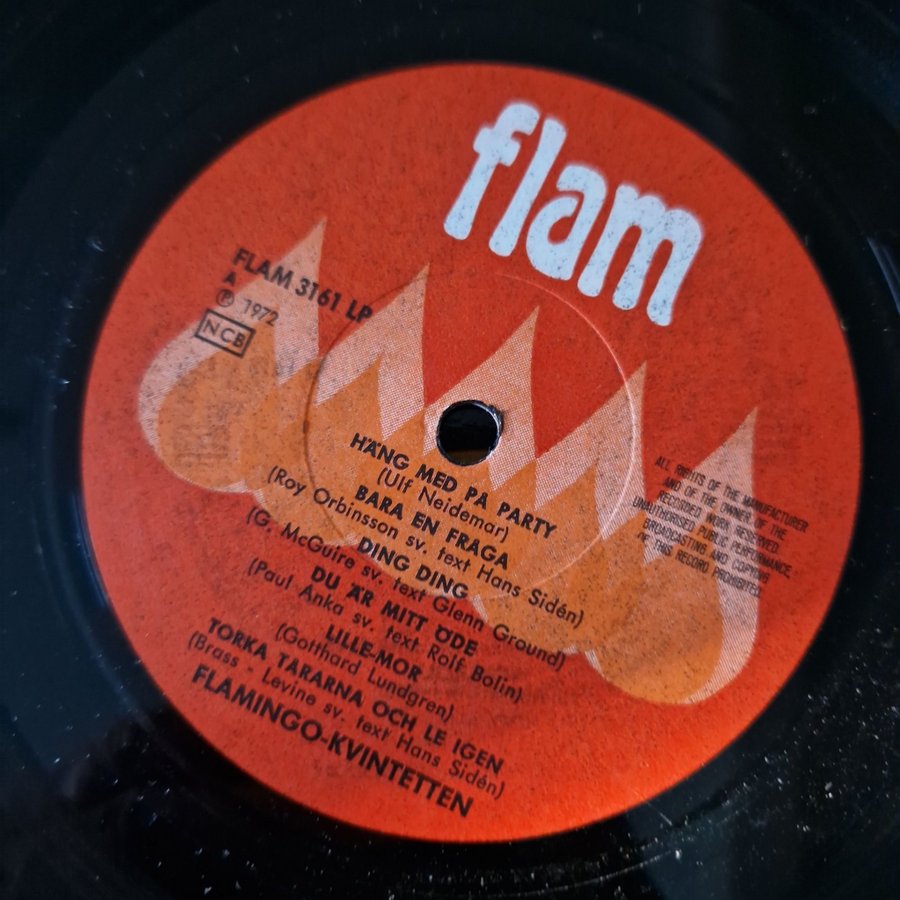 flam
FLAM 3161 LP
A
Ⓟ 1972
NCB
HÄNG MED PÅ PARTY
(Ulf Neidemar)
BARA EN FRÅGA
(Roy Orbinsson sv. text Hans Sidén)
DING DING
(G. McGuire sv. text Glenn Ground)
DU ÄR MITT ÖDE
(Paul Anka sv. text Rolf Bolin)
LILLE-MOR
(Gotthard Lundgren)
TORKA TÅRARNA OCH LE IGEN
(Brass - Levine sv. text Hans Sidén)
FLAMINGO-KVINTETTEN
ALL RIGHTS OF THE MANUFACTURER
AND OF THE OWNER OF THE
RECORDED WORK RESERVED.
UNAUTHORISED PUBLIC PERFORMANCE,
BROADCASTING AND COPYING
OF THIS RECORD PROHIBITED.